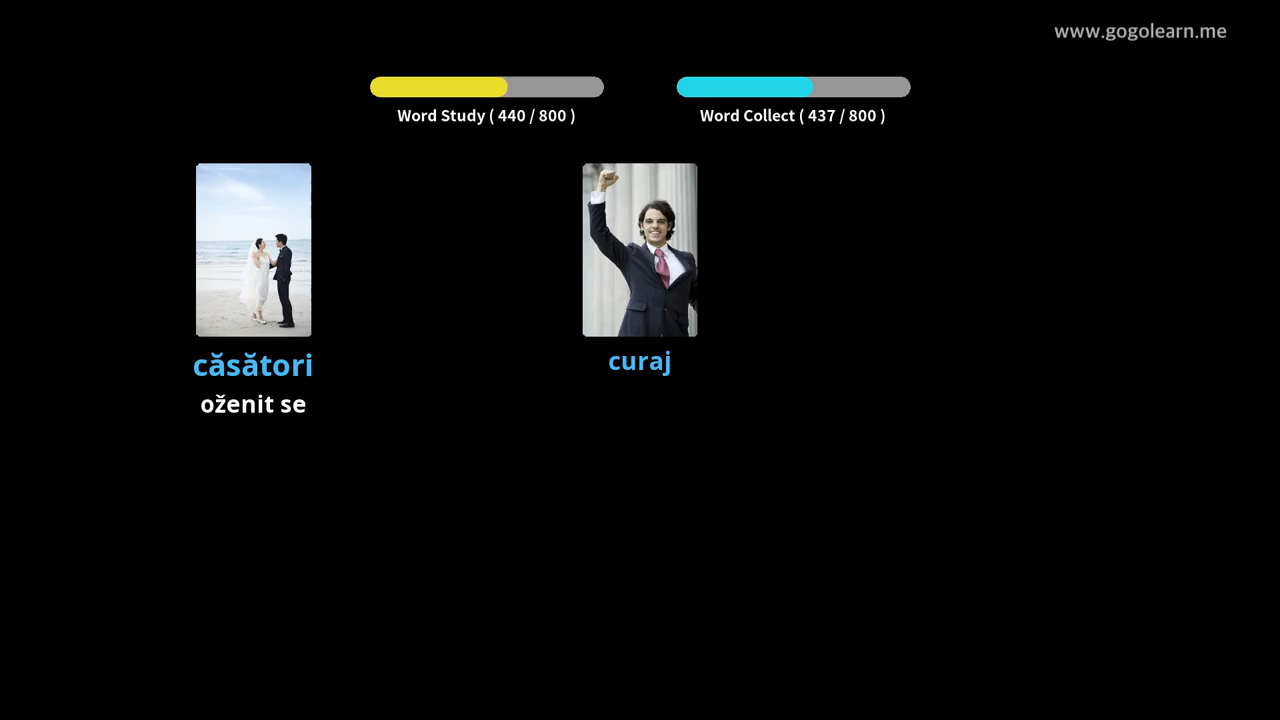 www.gogolearn.me
Word Study ( 440 / 800 )
Word Collect ( 437 / 800 )
căsători
oženit se
curaj